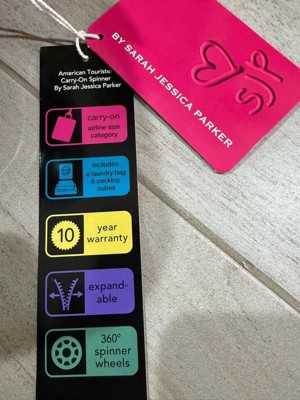 BY SARAH JESSICA PARKER
sjp
American Tourister
Carry-On Spinner
By Sarah Jessica Parker
carry-on
airline size
category
includes
a laundry bag
& packing
cubes
10
year
warranty
expand-
able
360°
spinner
wheels